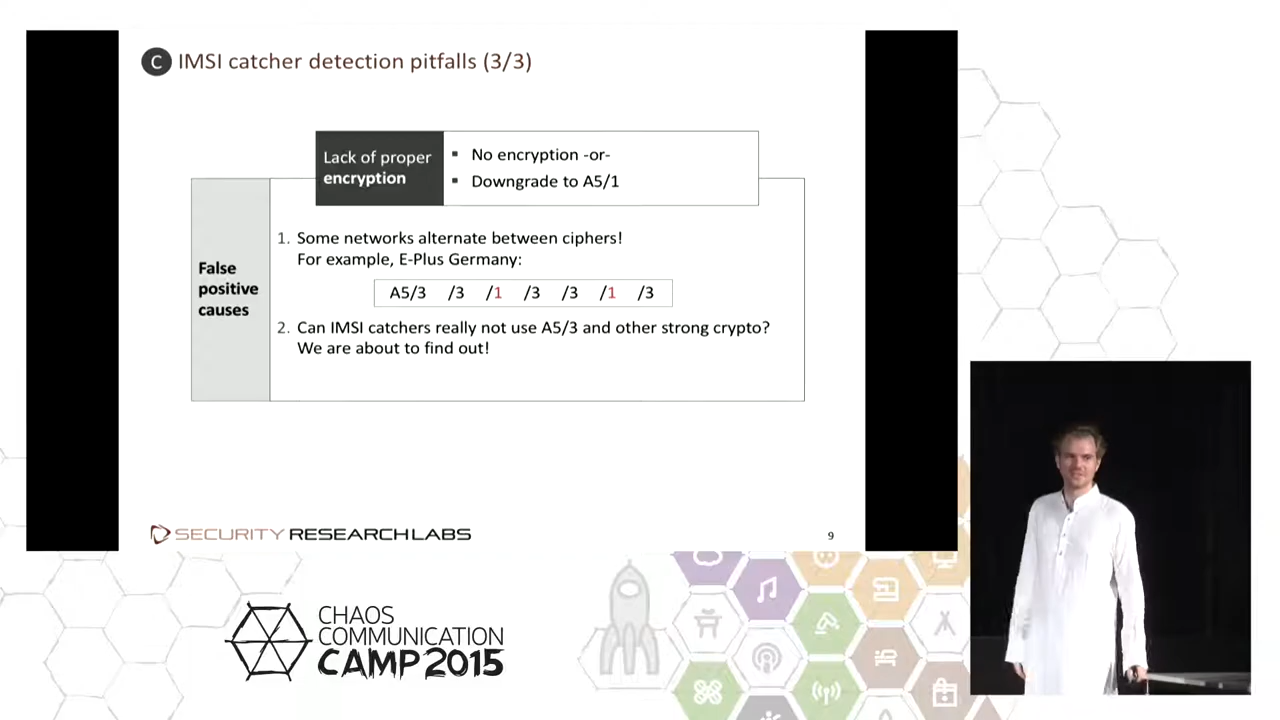 C IMSI catcher detection pitfalls (3/3)
Lack of proper
encryption
▪ No encryption -or-
▪ Downgrade to A5/1
False
positive
causes
1. Some networks alternate between ciphers!
For example, E-Plus Germany:
A5/3 /3 /1 /3 /3 /1 /3
2. Can IMSI catchers really not use A5/3 and other strong crypto?
We are about to find out!
SECURITY RESEARCHLABS
9
CHAOS
COMMUNICATION
CAMP 2015